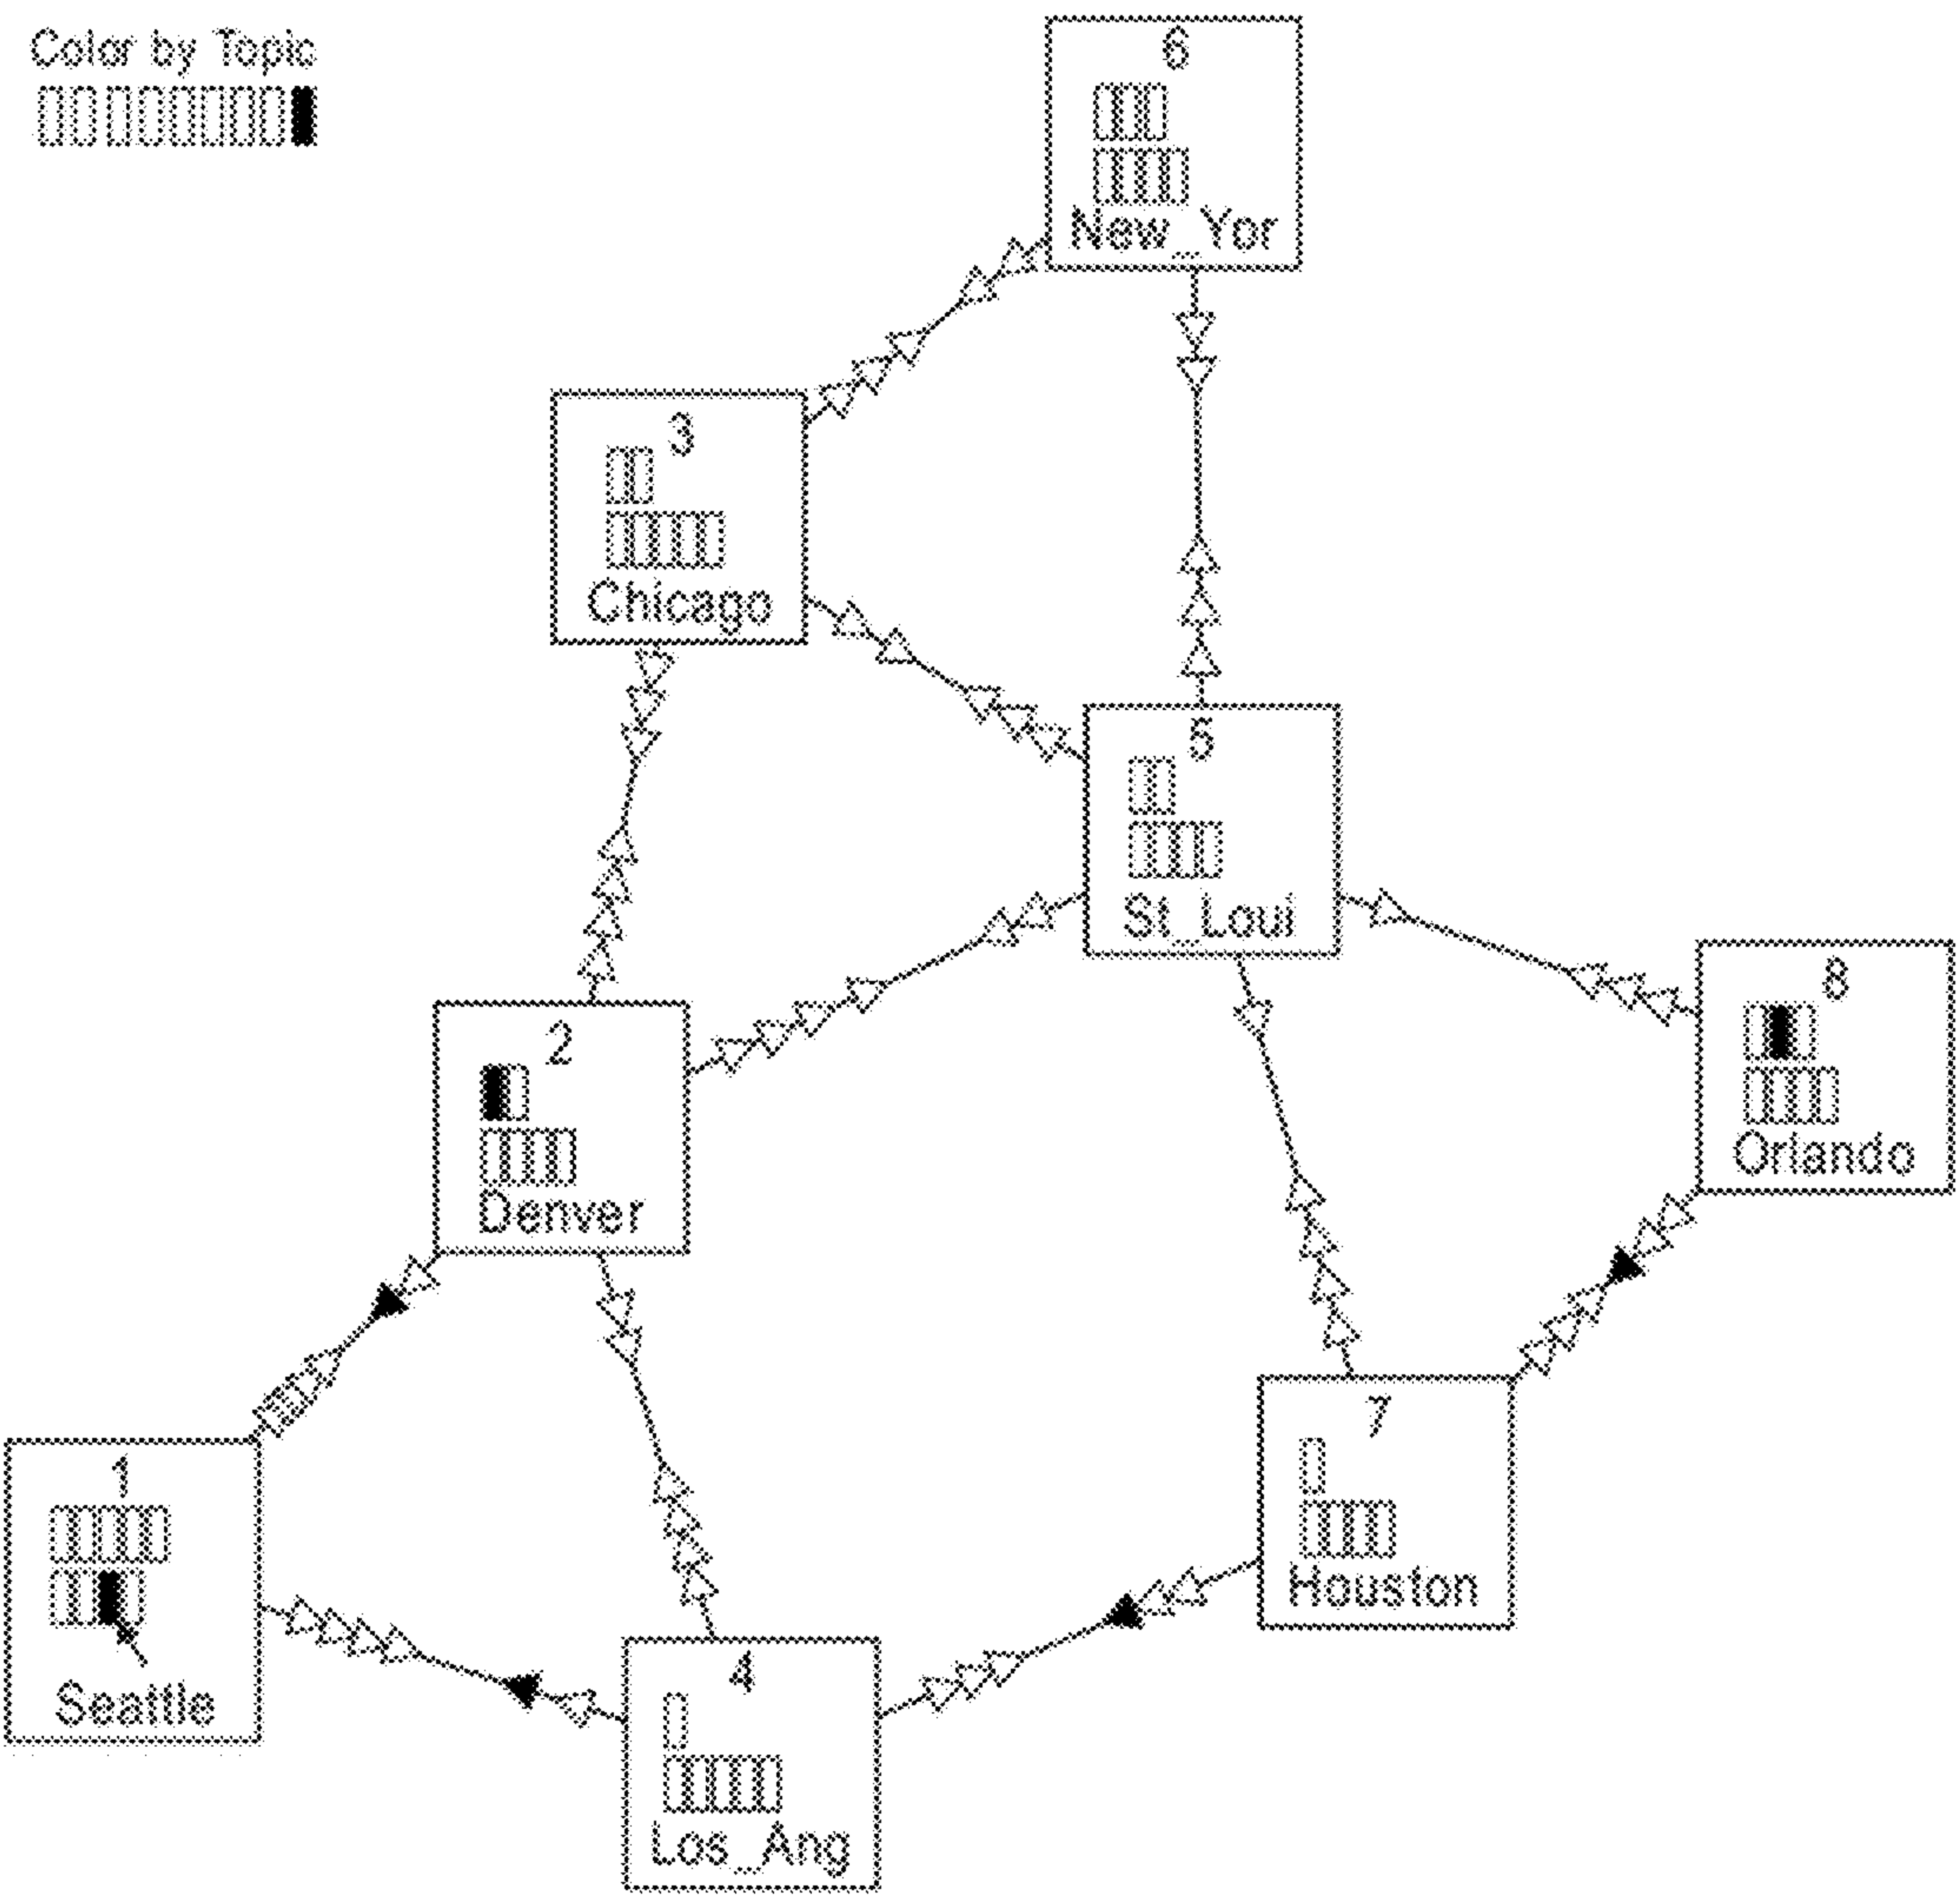 Color by Topic
6
New_Yor
3
Chicago
5
St_Loui
8
Orlando
2
Denver
7
Houston
1
Seattle
4
Los_Ang